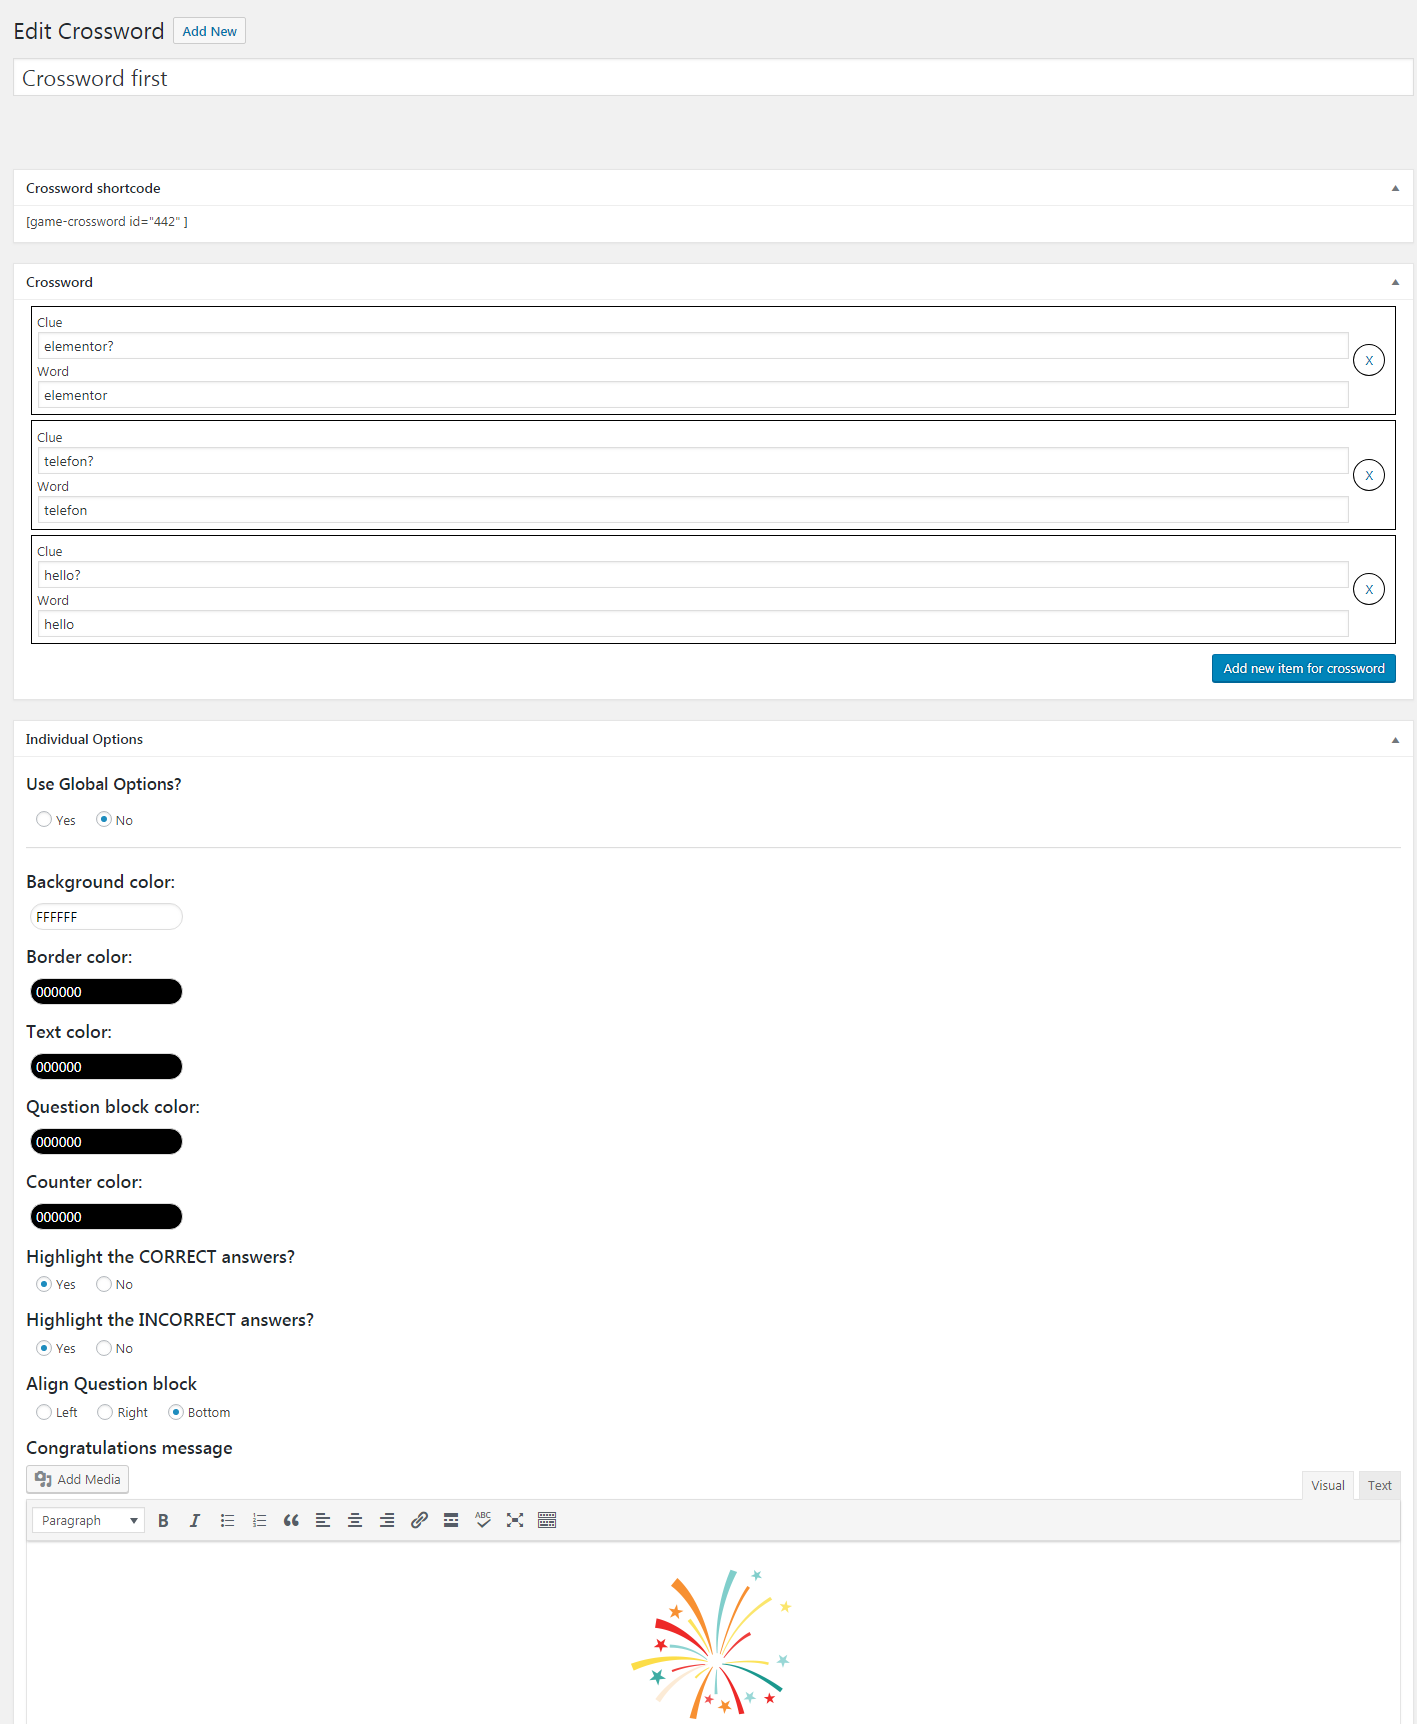 Edit Crossword Add New
Crossword first
Crossword shortcode
[game-crossword id="442" ]
Crossword
Clue
elementor?
Word
elementor
X
Clue
telefon?
Word
telefon
X
Clue
hello?
Word
hello
X
Add new item for crossword
Individual Options
Use Global Options?
Yes No
Background color:
FFFFFF
Border color:
000000
Text color:
000000
Question block color:
000000
Counter color:
000000
Highlight the CORRECT answers?
Yes No
Highlight the INCORRECT answers?
Yes No
Align Question block
Left Right Bottom
Congratulations message
Add Media
Visual Text
Paragraph B I ABC